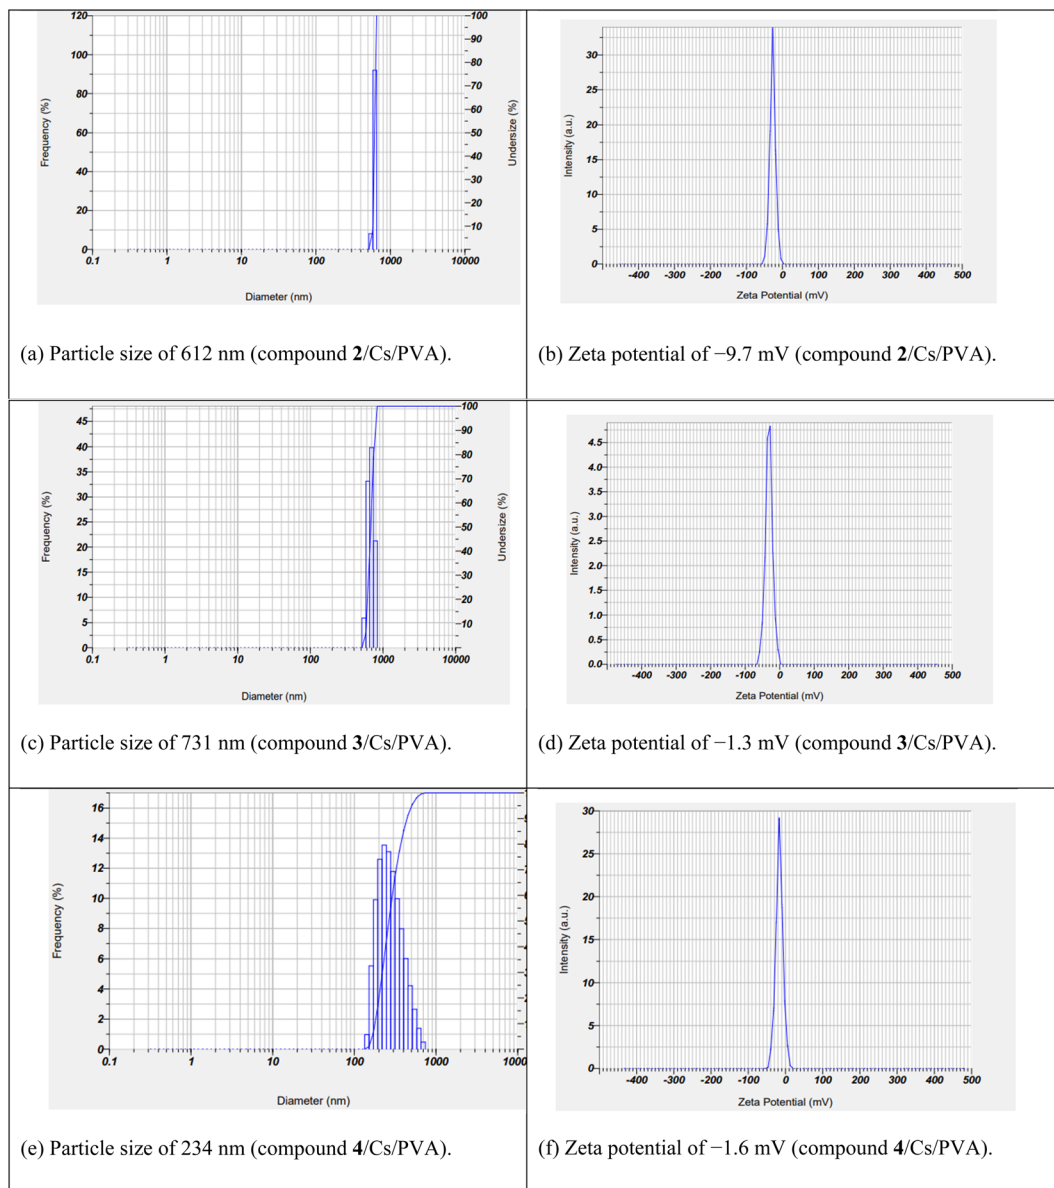 120
100
80
60
40
20
0
Frequency (%)
100
90
80
70
60
50
40
30
20
10
Undersize (%)
0.1 1 10 100 1000 10000
Diameter (nm)
(a) Particle size of 612 nm (compound 2/Cs/PVA).
30
25
20
15
10
5
0
Intensity (a.u.)
-400 -300 -200 -100 0 100 200 300 400 500
Zeta Potential (mV)
(b) Zeta potential of −9.7 mV (compound 2/Cs/PVA).
45
40
35
30
25
20
15
10
5
0
Frequency (%)
100
90
80
70
60
50
40
30
20
10
Undersize (%)
0.1 1 10 100 1000 10000
Diameter (nm)
(c) Particle size of 731 nm (compound 3/Cs/PVA).
4.5
4.0
3.5
3.0
2.5
2.0
1.5
1.0
0.5
0.0
Intensity (a.u.)
-400 -300 -200 -100 0 100 200 300 400 500
Zeta Potential (mV)
(d) Zeta potential of −1.3 mV (compound 3/Cs/PVA).
16
14
12
10
8
6
4
2
0
Frequency (%)
0.1 1 10 100 1000 1000
Diameter (nm)
(e) Particle size of 234 nm (compound 4/Cs/PVA).
30
25
20
15
10
5
0
Intensity (a.u.)
-400 -300 -200 -100 0 100 200 300 400 500
Zeta Potential (mV)
(f) Zeta potential of −1.6 mV (compound 4/Cs/PVA).